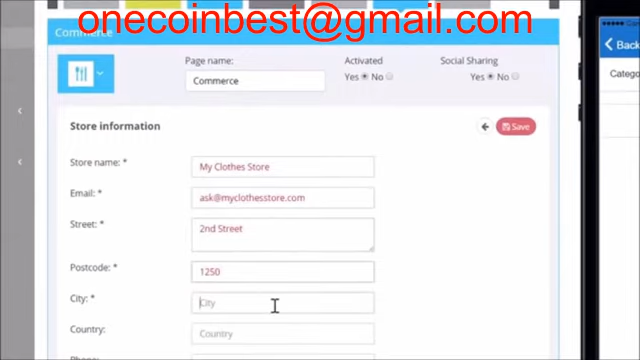 onecoinbest@gmail.com
Commerce
Page name:
Activated
Social Sharing
Commerce
Yes No
Yes No
Back
Store information
Save
Store name: *
My Clothes Store
Email: *
ask@myclothesstore.com
Street: *
2nd Street
Postcode: *
1250
City: *
City
Country:
Country